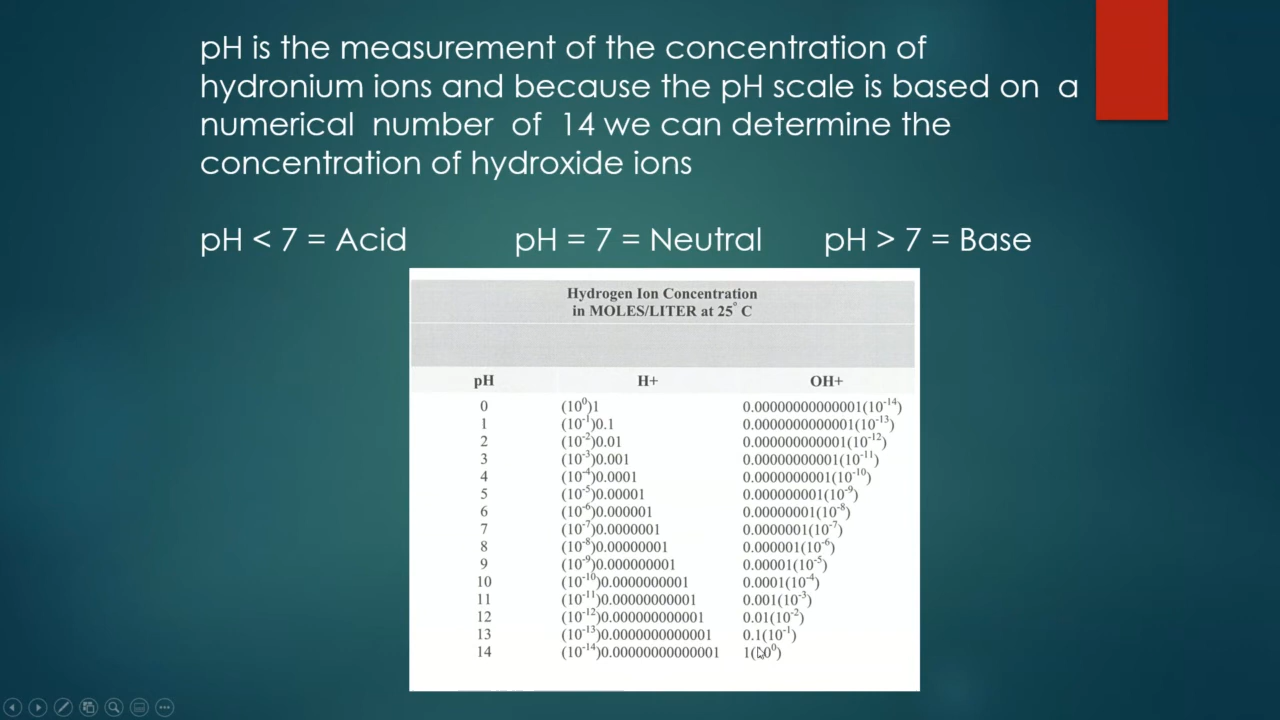 pH is the measurement of the concentration of
hydronium ions and because the pH scale is based on a
numerical number of 14 we can determine the
concentration of hydroxide ions
pH < 7 = Acid pH = 7 = Neutral pH > 7 = Base
Hydrogen Ion Concentration
in MOLES/LITER at 25° C
pH H+ OH+
0 (10⁰)1 0.00000000000001(10⁻¹⁴)
1 (10⁻¹)0.1 0.0000000000001(10⁻¹³)
2 (10⁻²)0.01 0.000000000001(10⁻¹²)
3 (10⁻³)0.001 0.00000000001(10⁻¹¹)
4 (10⁻⁴)0.0001 0.0000000001(10⁻¹⁰)
5 (10⁻⁵)0.00001 0.000000001(10⁻⁹)
6 (10⁻⁶)0.000001 0.00000001(10⁻⁸)
7 (10⁻⁷)0.0000001 0.0000001(10⁻⁷)
8 (10⁻⁸)0.00000001 0.000001(10⁻⁶)
9 (10⁻⁹)0.000000001 0.00001(10⁻⁵)
10 (10⁻¹⁰)0.0000000001 0.0001(10⁻⁴)
11 (10⁻¹¹)0.00000000001 0.001(10⁻³)
12 (10⁻¹²)0.000000000001 0.01(10⁻²)
13 (10⁻¹³)0.0000000000001 0.1(10⁻¹)
14 (10⁻¹⁴)0.00000000000001 1(10⁰)